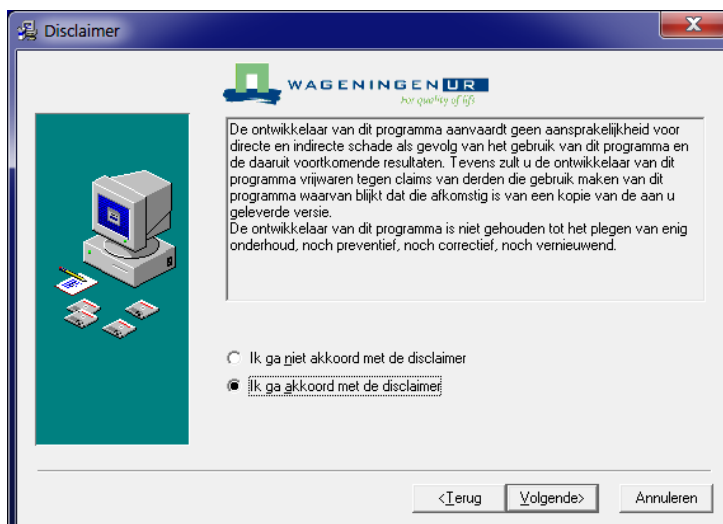 Disclaimer
WAGENINGEN UR
For quality of life
De ontwikkelaar van dit programma aanvaardt geen aansprakelijkheid voor
directe en indirecte schade als gevolg van het gebruik van dit programma en
de daaruit voortkomende resultaten. Tevens zult u de ontwikkelaar van dit
programma vrijwaren tegen claims van derden die gebruik maken van dit
programma waarvan blijkt dat die afkomstig is van een kopie van de aan u
geleverde versie.
De ontwikkelaar van dit programma is niet gehouden tot het plegen van enig
onderhoud, noch preventief, noch correctief, noch vernieuwend.
Ik ga niet akkoord met de disclaimer
Ik ga akkoord met de disclaimer
<Terug Volgende> Annuleren